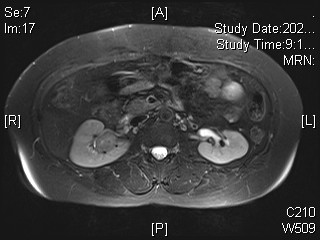 Se:7
Im:17
[A]
.
Study Date:202...
Study Time:9:1...
MRN:
[R]
[L]
[P]
C210
W509